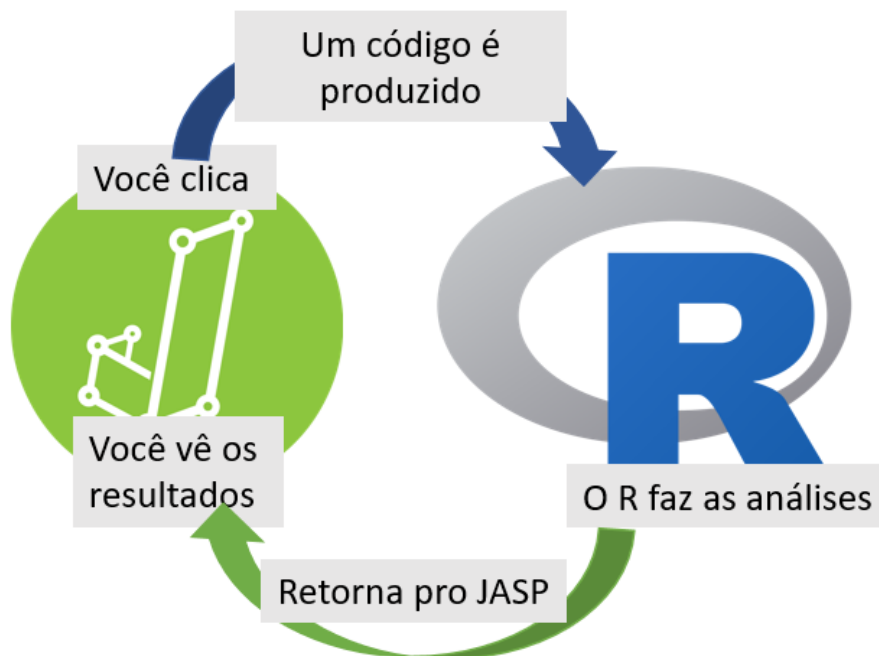 Um código é
produzido
Você clica
R
O R faz as análises
Retorna pro JASP
Você vê os
resultados